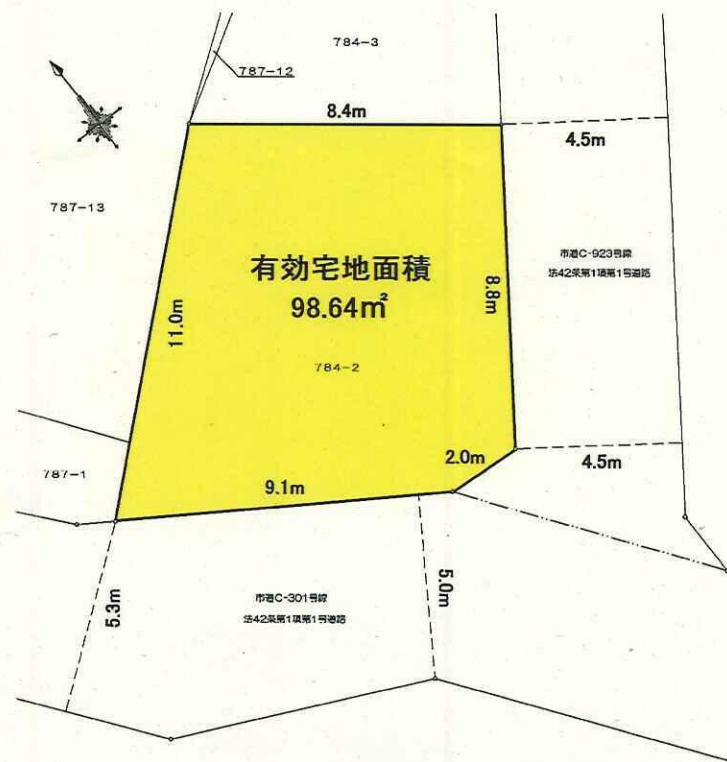 784-3
787-12
8.4m
4.5m
787-13
市道C-923号線
法42条第1項第1号道路
有効宅地面積
98.64㎡
8.8m
11.0m
784-2
2.0m
4.5m
787-1
9.1m
5.3m
5.0m
市道C-301号線
法42条第1項第1号道路